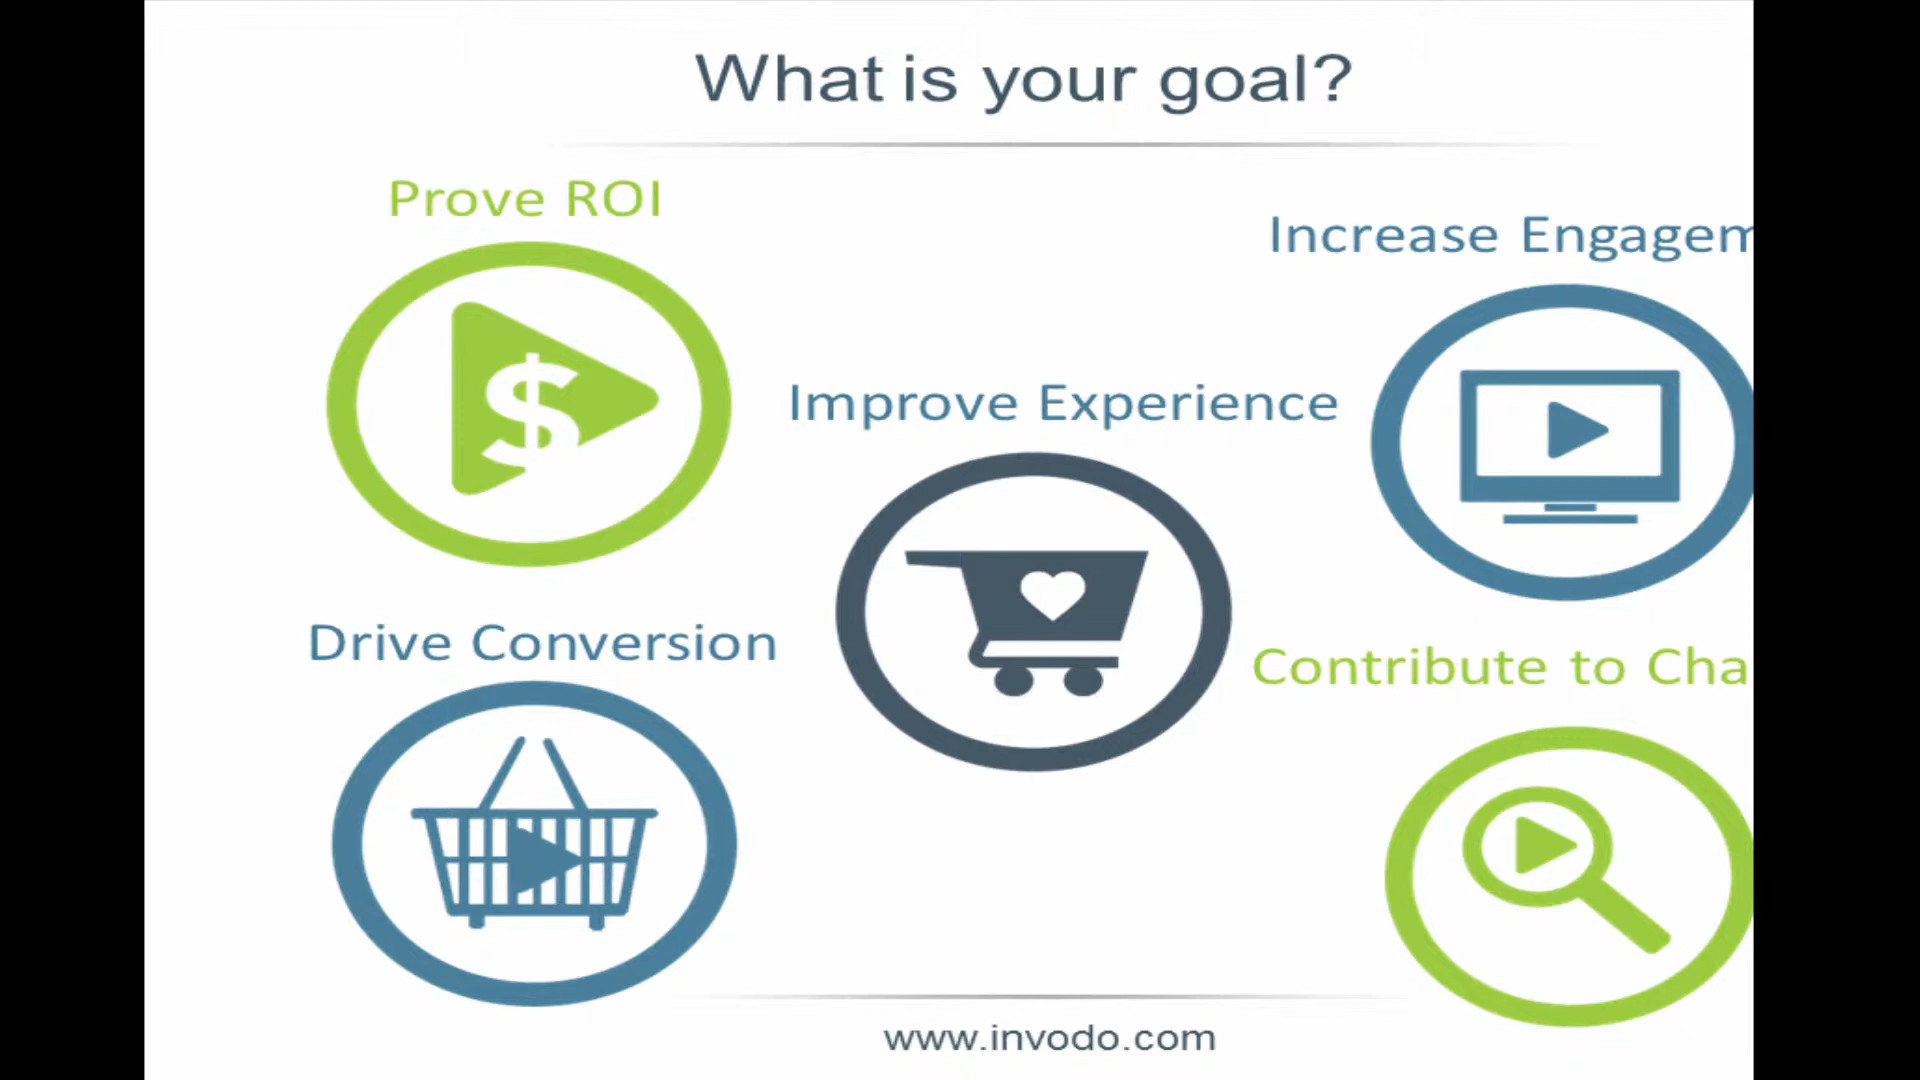 What is your goal?
Prove ROI
Increase Engagem
Improve Experience
$
Drive Conversion
Contribute to Cha
www.invodo.com